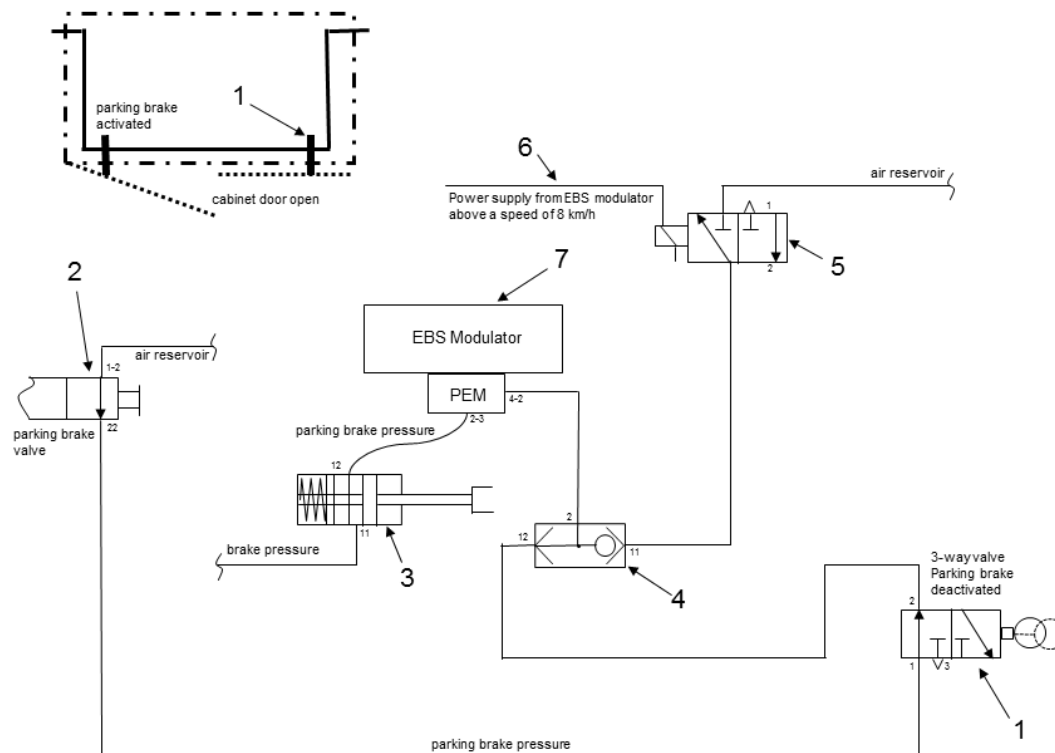 parking brake
activated
1
cabinet door open
6
Power supply from EBS modulator
above a speed of 8 km/h
air reservoir
1
2
5
2
air reservoir
1-2
22
parking brake
valve
7
EBS Modulator
PEM
4-2
2-3
parking brake pressure
12
11
3
brake pressure
2
12
11
4
3-way valve
Parking brake
deactivated
2
1
3
1
parking brake pressure